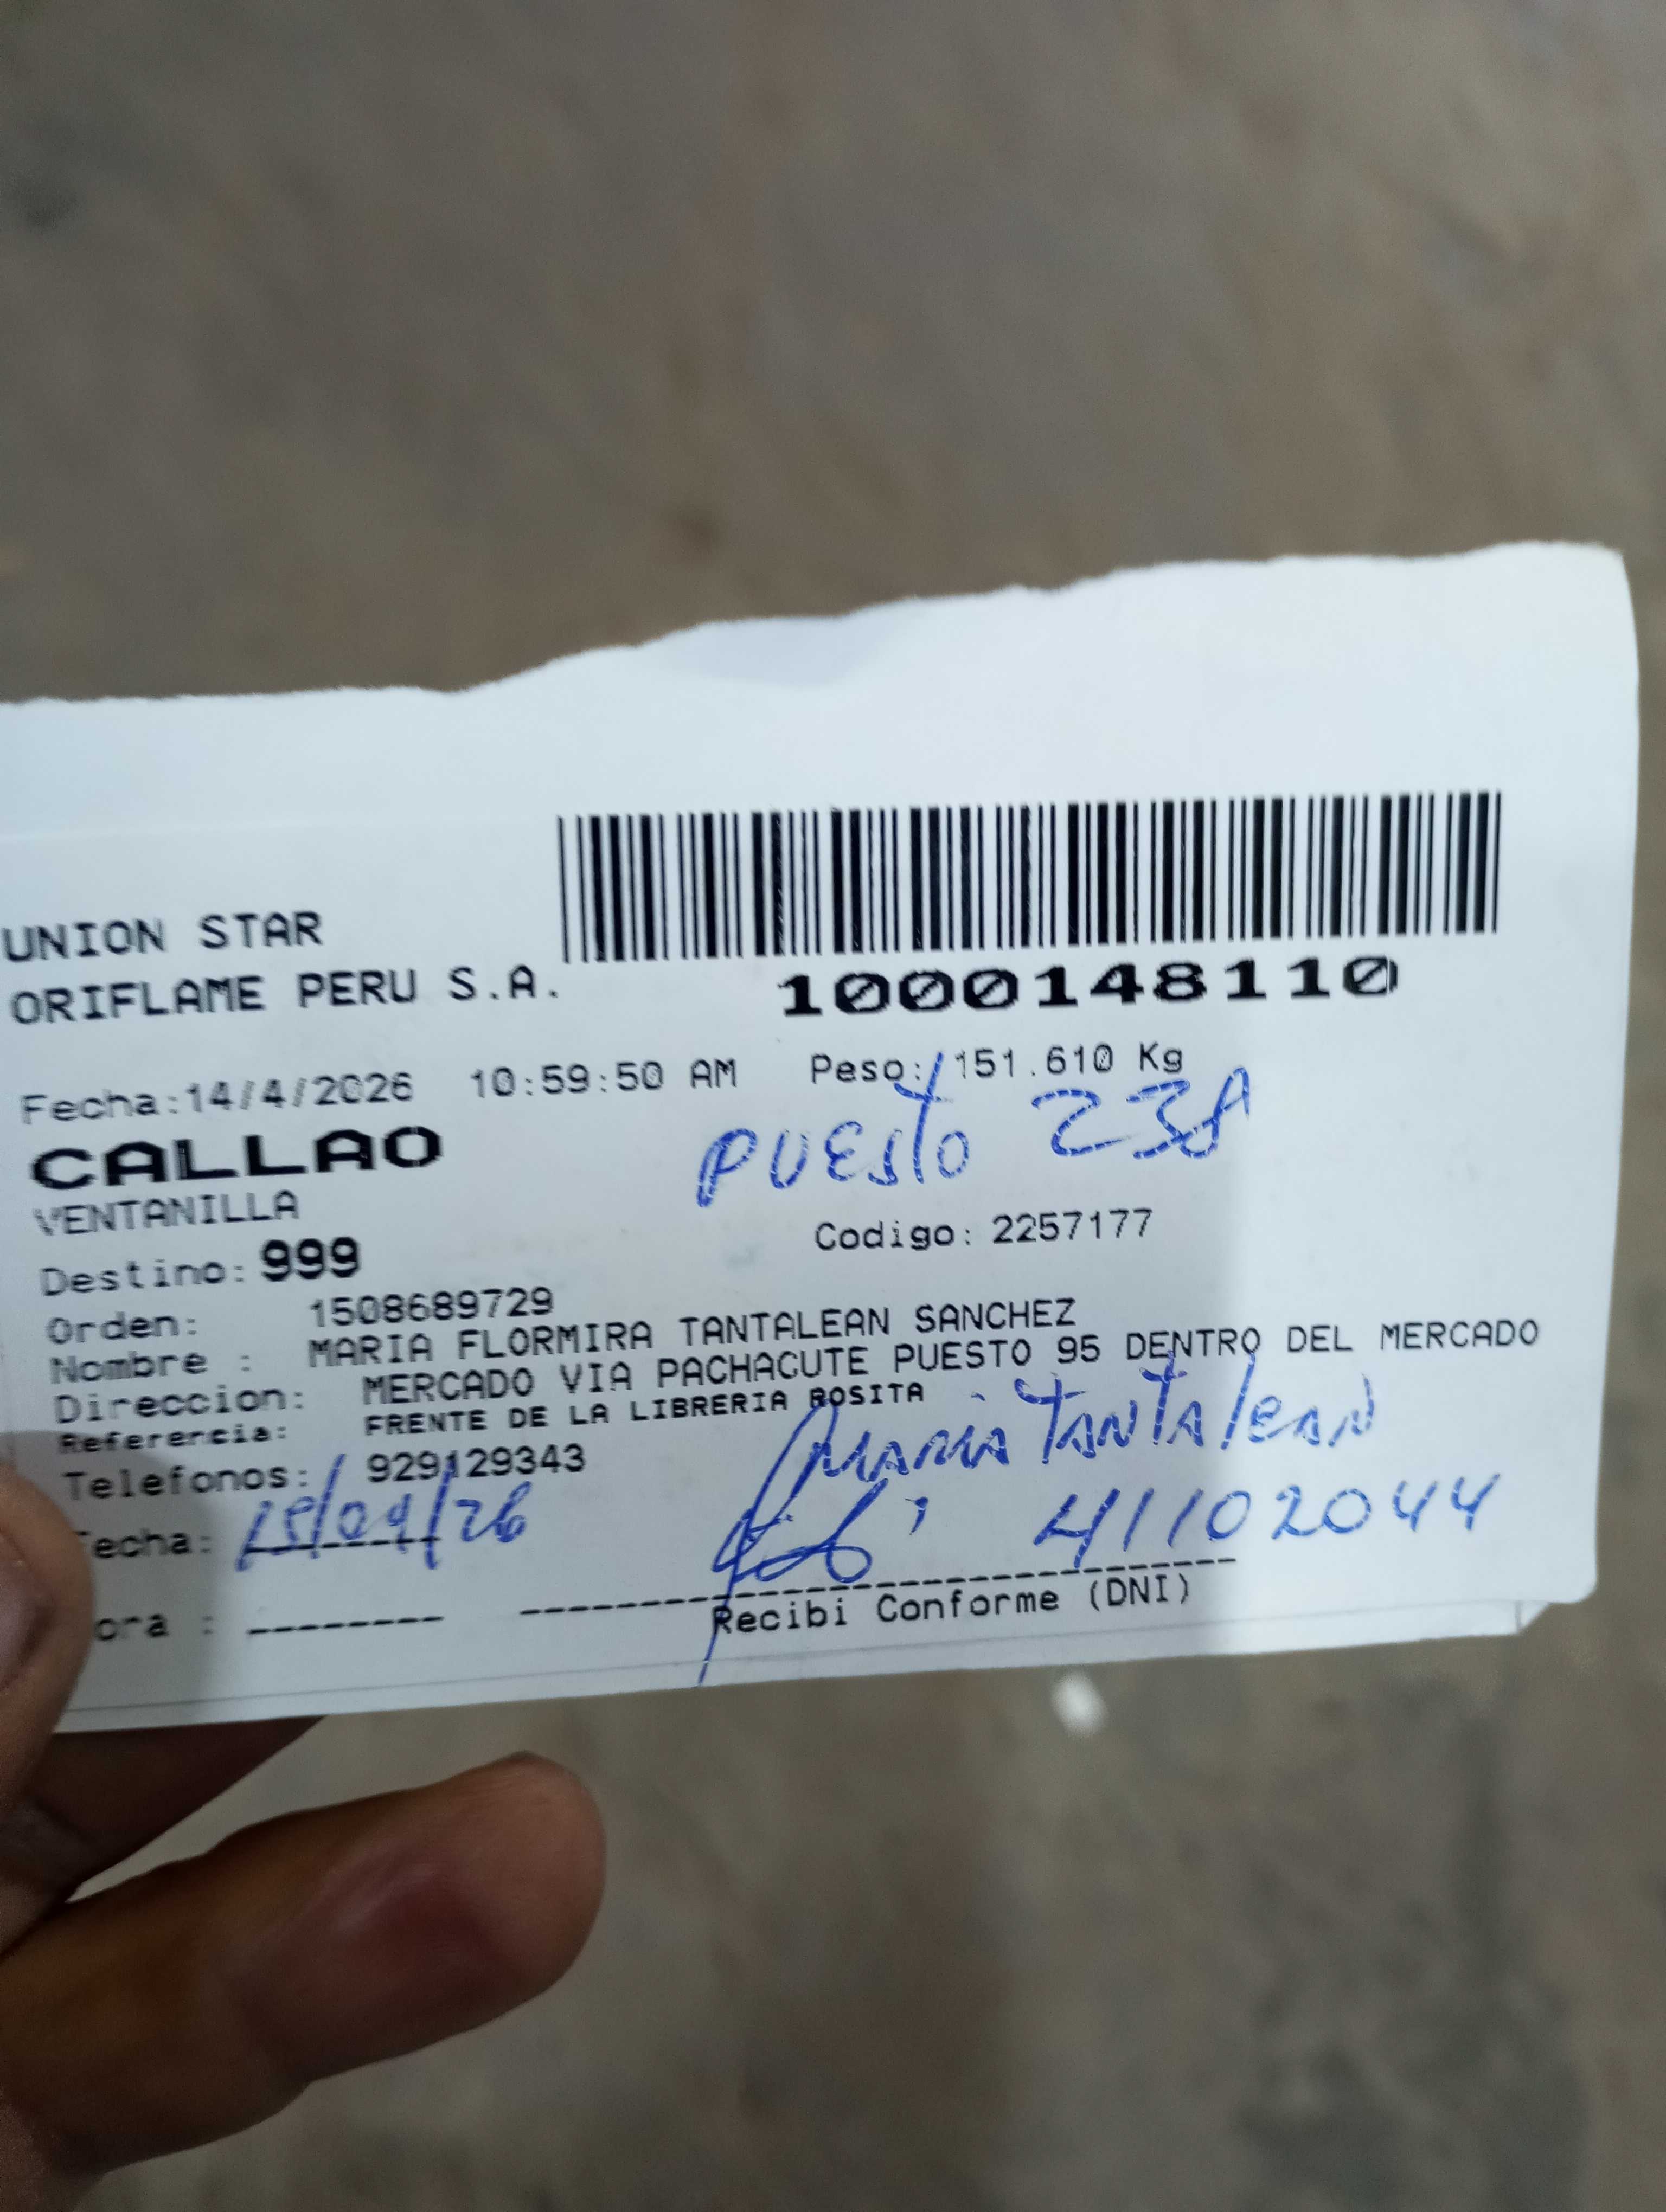 UNION STAR
ORIFLAME PERU S.A.
1000148110
Fecha:14/4/2026 10:59:50 AM Peso: 151.610 Kg
CALLAO
PUESTO 238
VENTANILLA
Codigo: 2257177
Destino: 999
Orden: 1508689729
Nombre : MARIA FLORMIRA TANTALEAN SANCHEZ
Direccion: MERCADO VIA PACHACUTE PUESTO 95 DENTRO DEL MERCADO
Referencia: FRENTE DE LA LIBRERIA ROSITA
Maria Tantalean
Telefonos: 929129343
echa: 15/04/26
41102044
ora :
Recibi Conforme (DNI)